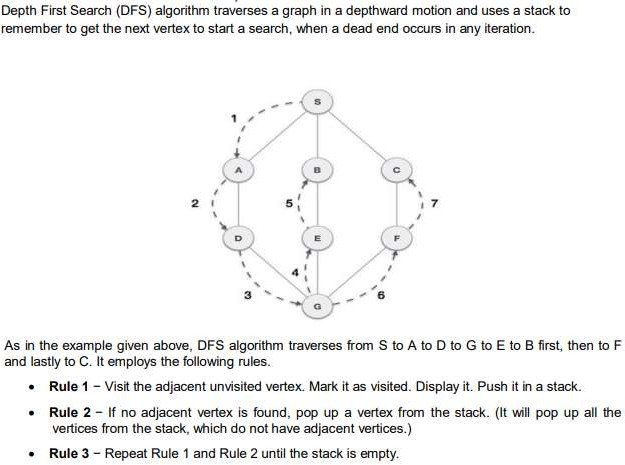 Depth First Search (DFS) algorithm traverses a graph in a depthward motion and uses a stack to
remember to get the next vertex to start a search, when a dead end occurs in any iteration.
S
1
A
B
C
2
5
7
D
E
F
4
3
6
G
As in the example given above, DFS algorithm traverses from S to A to D to G to E to B first, then to F
and lastly to C. It employs the following rules.
• Rule 1 − Visit the adjacent unvisited vertex. Mark it as visited. Display it. Push it in a stack.
• Rule 2 − If no adjacent vertex is found, pop up a vertex from the stack. (It will pop up all the
vertices from the stack, which do not have adjacent vertices.)
• Rule 3 − Repeat Rule 1 and Rule 2 until the stack is empty.